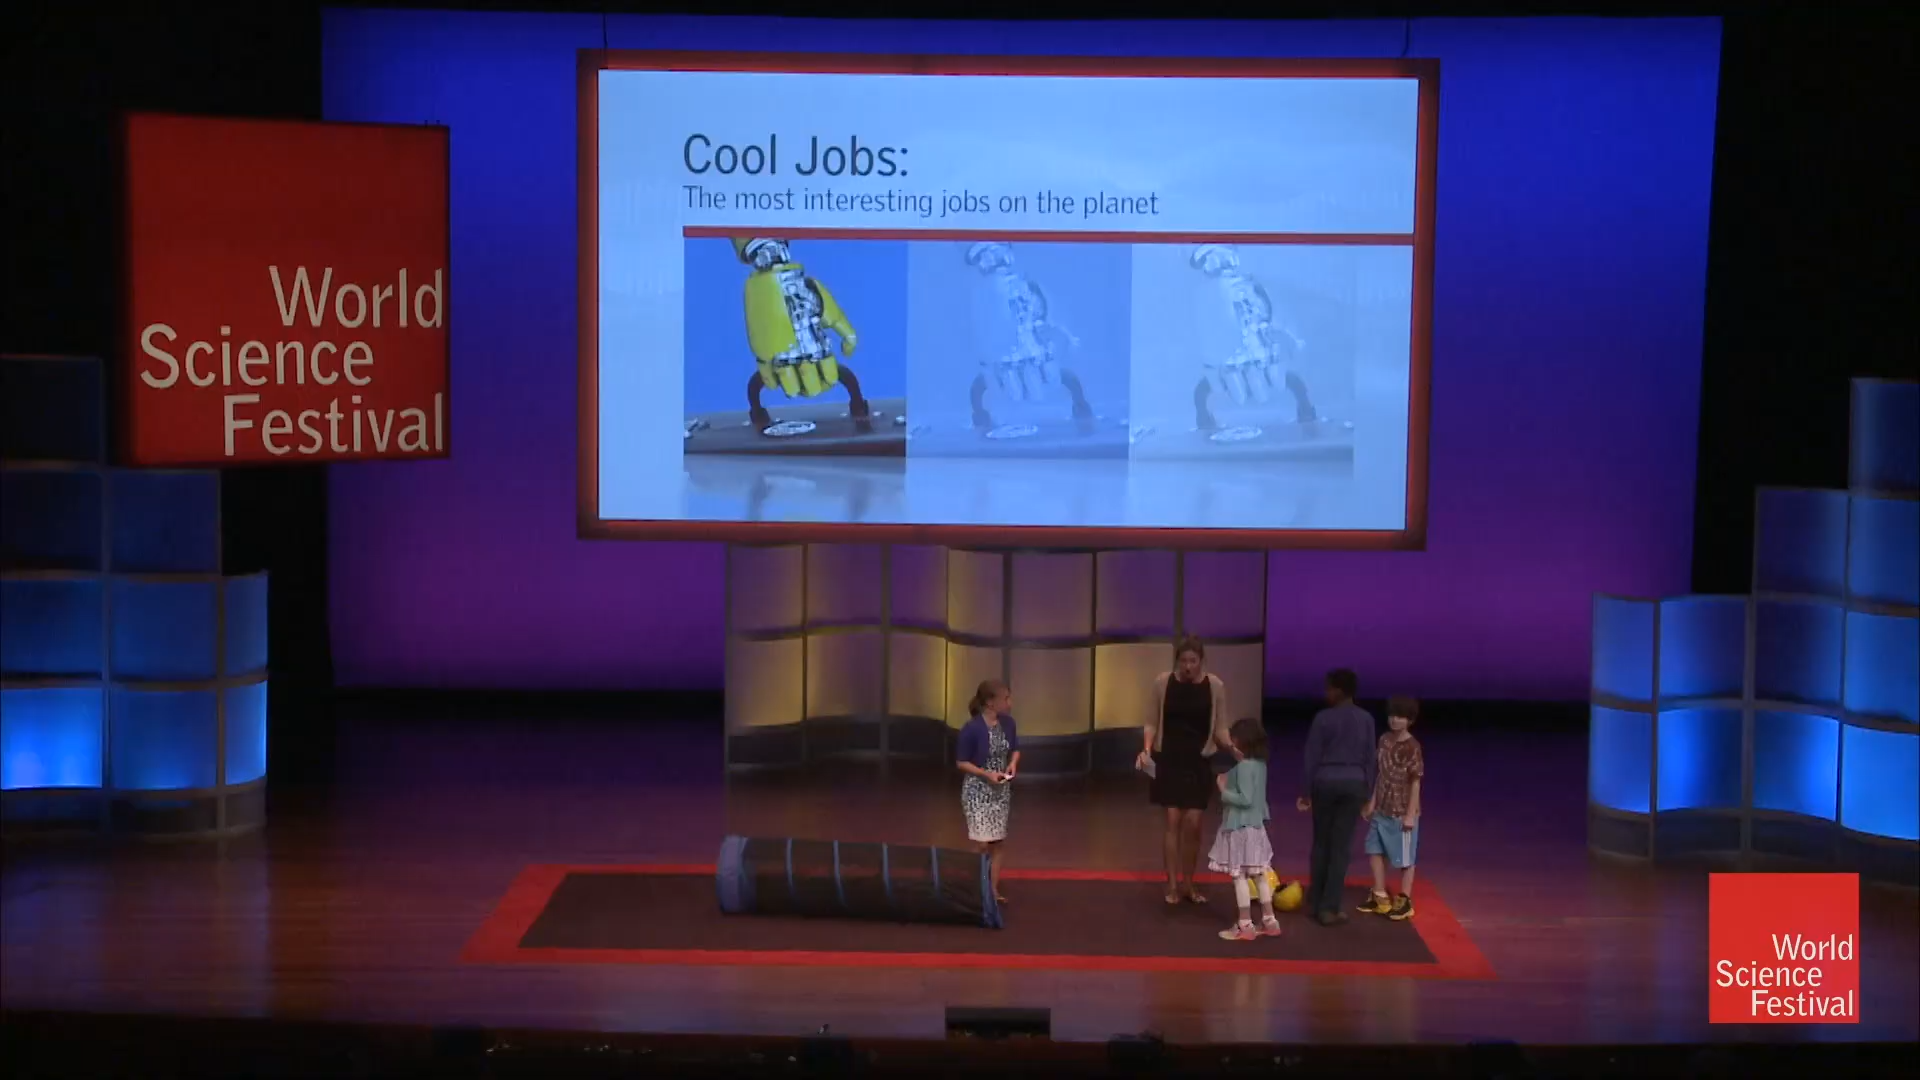 World
Science
Festival
Cool Jobs:
The most interesting jobs on the planet
World
Science
Festival